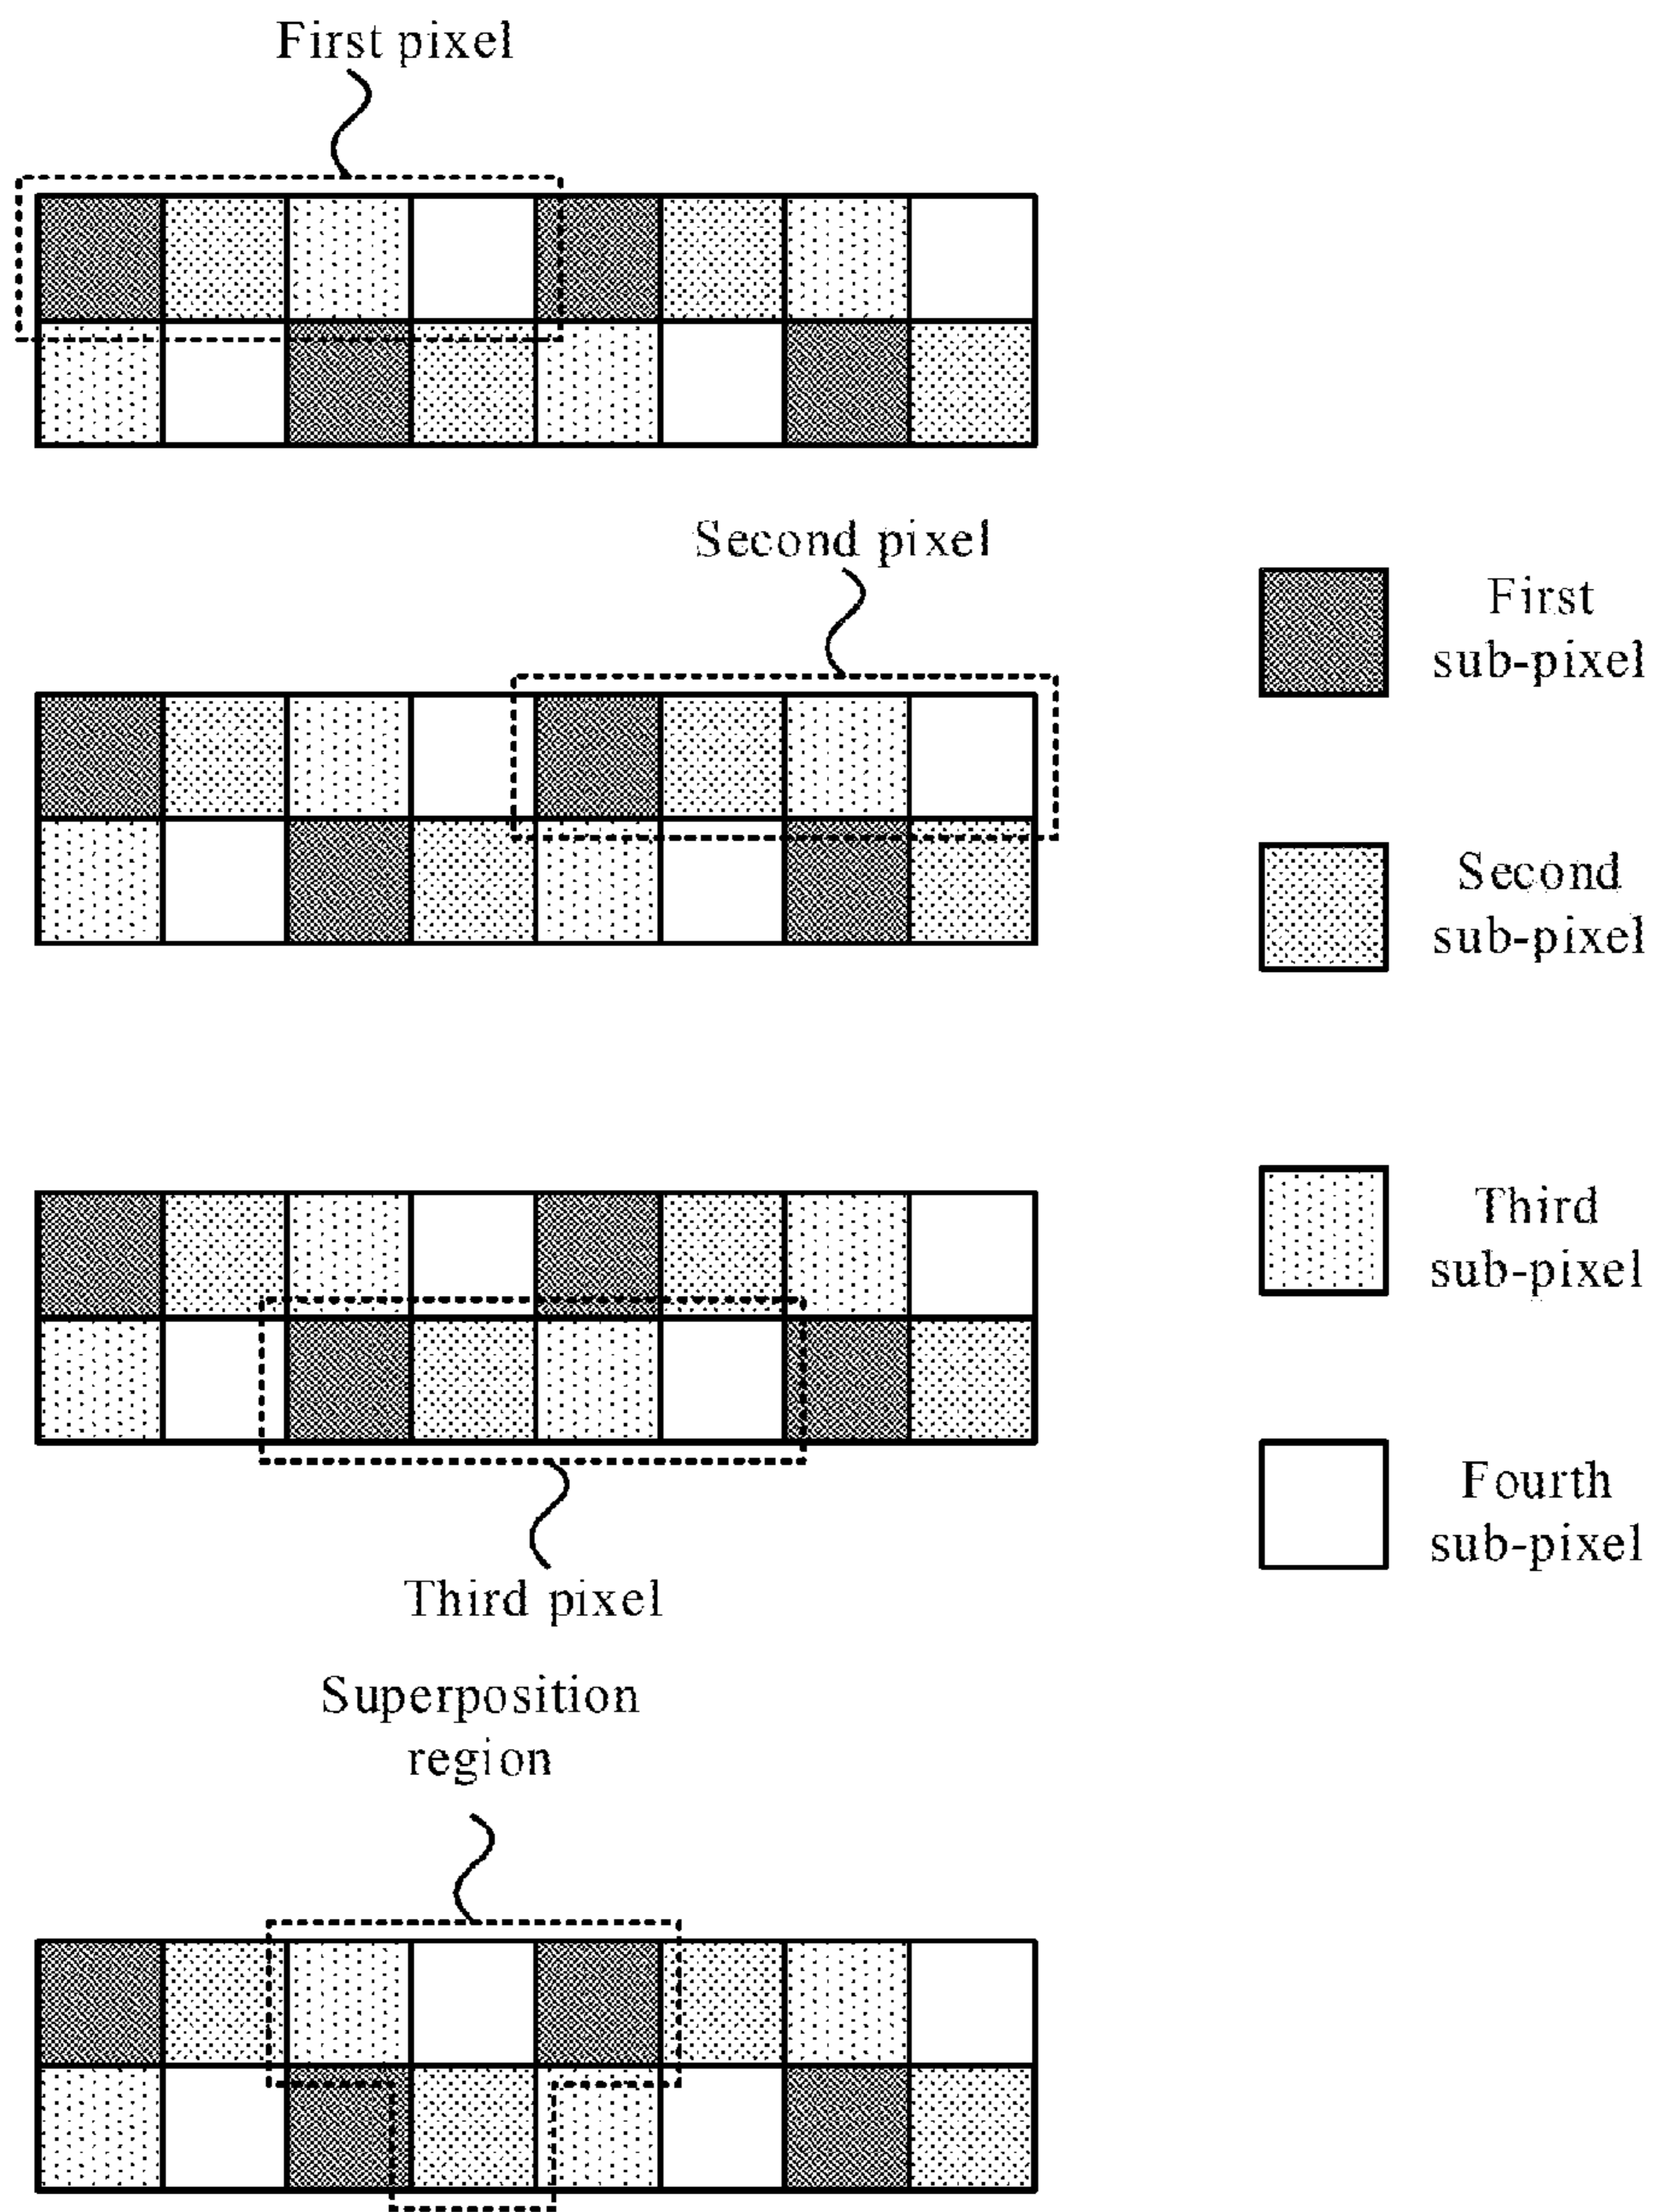 First pixel
Second pixel
First
sub-pixel
Second
sub-pixel
Third
sub-pixel
Fourth
sub-pixel
Third pixel
Superposition
region